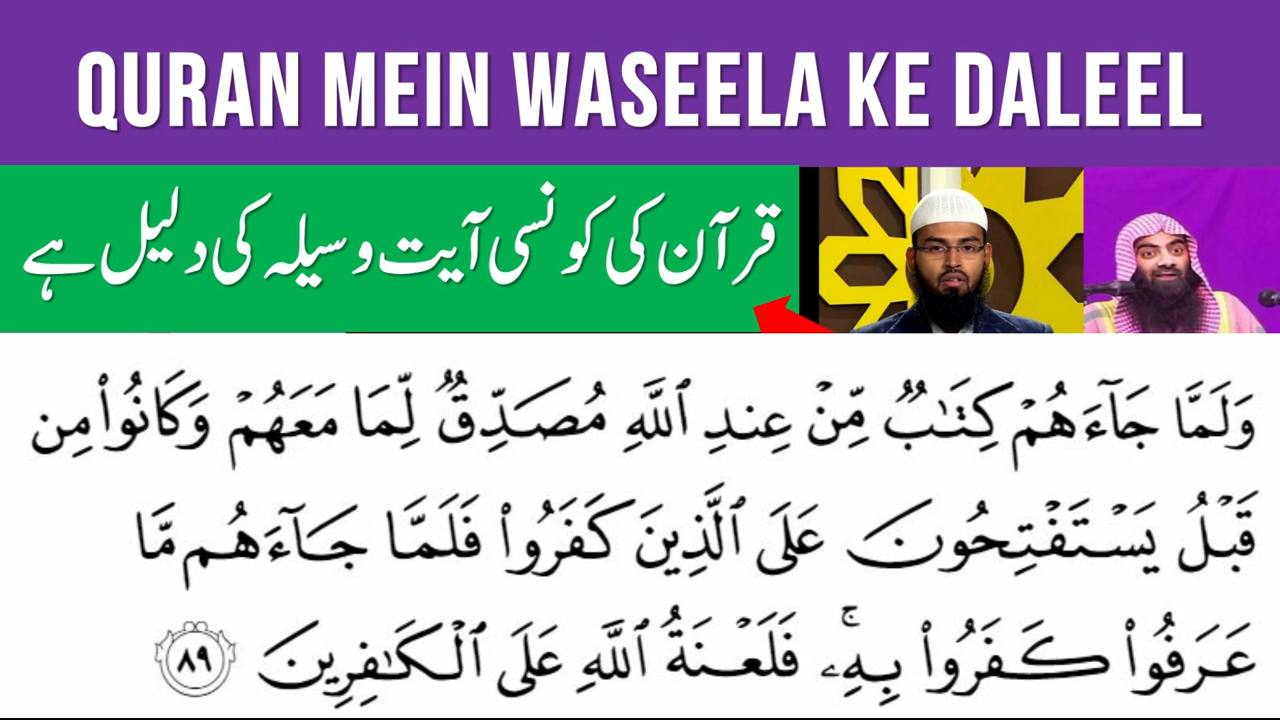 QURAN MEIN WASEELA KE DALEEL
قرآن کی کونسی آیت وسیلہ کی دلیل ہے
وَلَمَّا جَآءَهُمْ كِتَٰبٌ مِّنْ عِندِ ٱللَّهِ مُصَدِّقٌ لِّمَا مَعَهُمْ وَكَانُوا۟ مِن
قَبْلُ يَسْتَفْتِحُونَ عَلَى ٱلَّذِينَ كَفَرُوا۟ فَلَمَّا جَآءَهُم مَّا
عَرَفُوا۟ كَفَرُوا۟ بِهِۦ ۚ فَلَعْنَةُ ٱللَّهِ عَلَى ٱلْكَٰفِرِينَ ٨٩